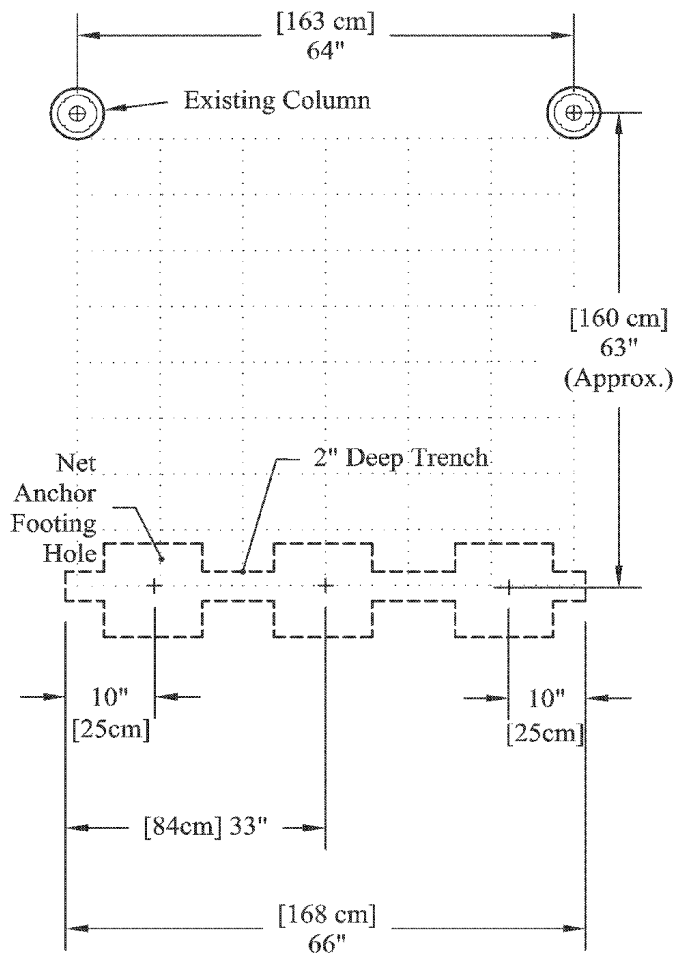 [163 cm]
64"
Existing Column
[160 cm]
63"
(Approx.)
2" Deep Trench
Net
Anchor
Footing
Hole
10"
[25cm]
10"
[25cm]
[84cm] 33"
[168 cm]
66"